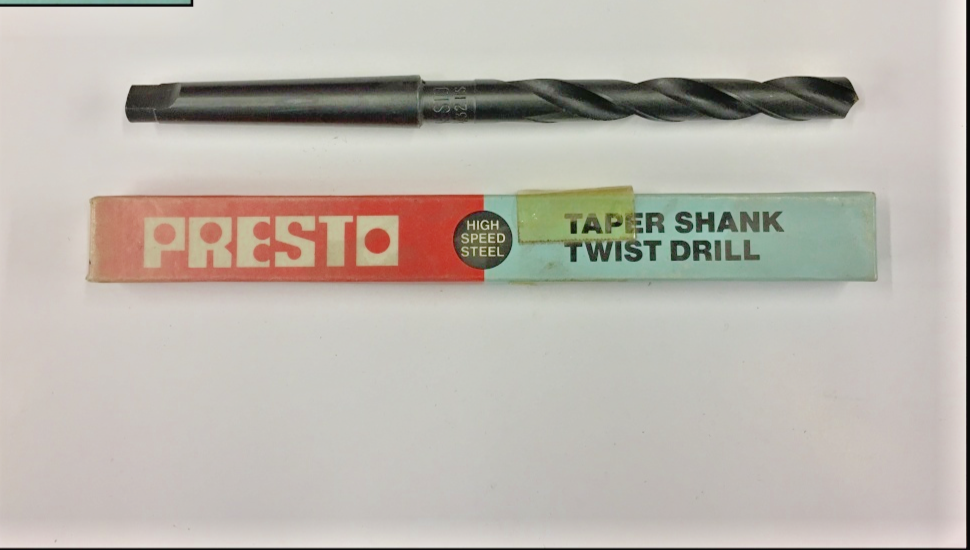 PRESTO
HIGH
SPEED
STEEL
TAPER SHANK
TWIST DRILL